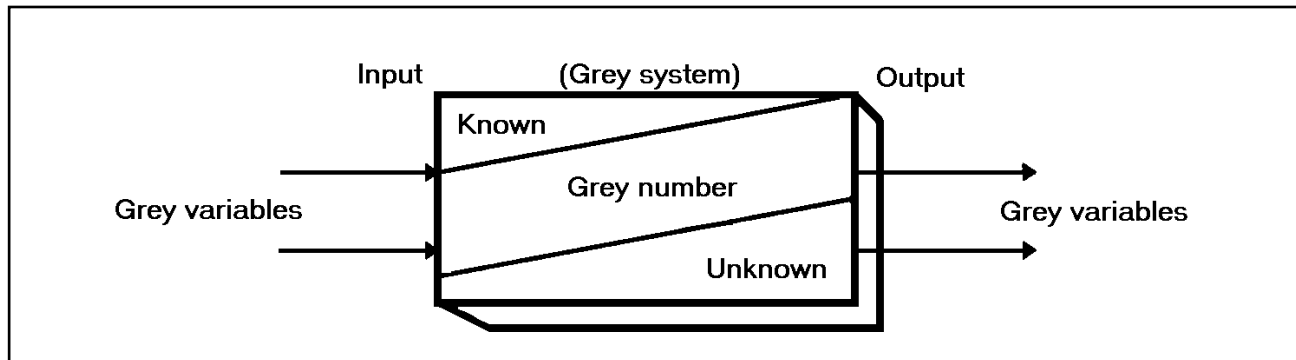 Input
(Grey system)
Output
Known
Grey number
Grey variables
Grey variables
Unknown